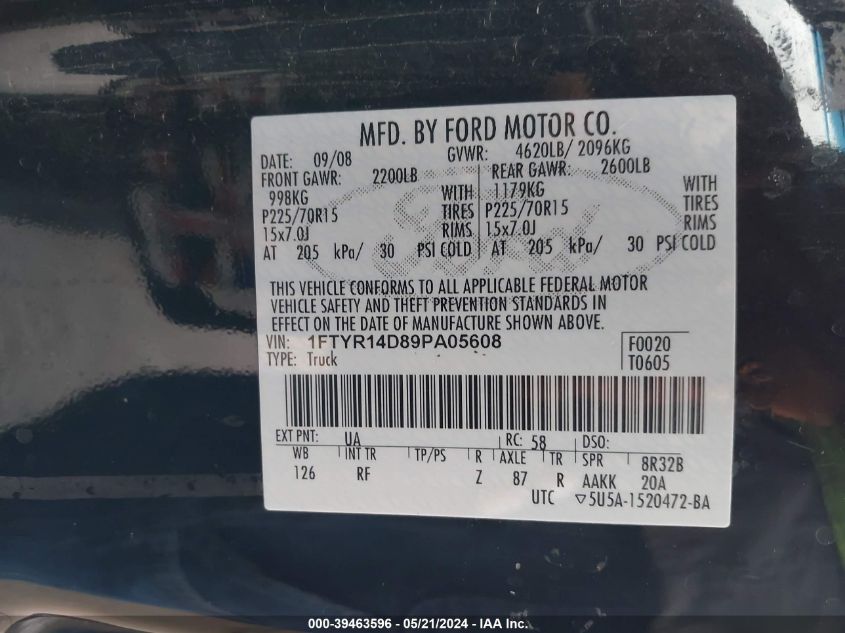 MFD. BY FORD MOTOR CO.
DATE: 09/08 GVWR: 4620LB/ 2096KG
FRONT GAWR: 2200LB REAR GAWR: 2600LB
998KG WITH 1179KG WITH
P225/70R15 TIRES P225/70R15 TIRES
15x7.0J RIMS 15x7.0J RIMS
AT 205 kPa/ 30 PSI COLD AT 205 kPa/ 30 PSI COLD
THIS VEHICLE CONFORMS TO ALL APPLICABLE FEDERAL MOTOR
VEHICLE SAFETY AND THEFT PREVENTION STANDARDS IN
EFFECT ON THE DATE OF MANUFACTURE SHOWN ABOVE.
VIN: 1FTYR14D89PA05608 F0020
TYPE: Truck T0605
EXT PNT: UA RC: 58 DSO:
WB INT TR TP/PS R AXLE TR SPR 8R32B
126 RF Z 87 R AAKK 20A
UTC ▽5U5A-1520472-BA
000-39463596 - 05/21/2024 - IAA Inc.